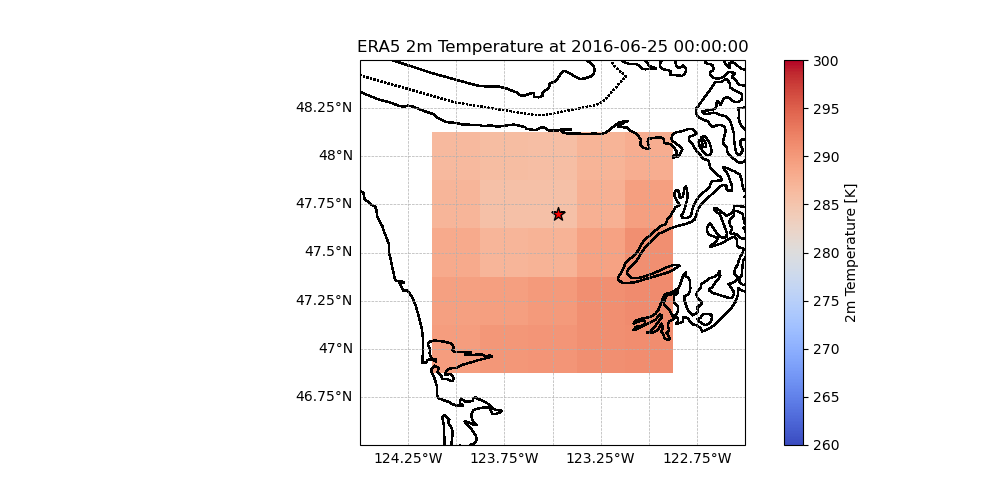 ERA5 2m Temperature at 2016-06-25 00:00:00
48.25°N
48°N
47.75°N
47.5°N
47.25°N
47°N
46.75°N
124.25°W 123.75°W 123.25°W 122.75°W
300
295
290
285
280
275
270
265
260
2m Temperature [K]